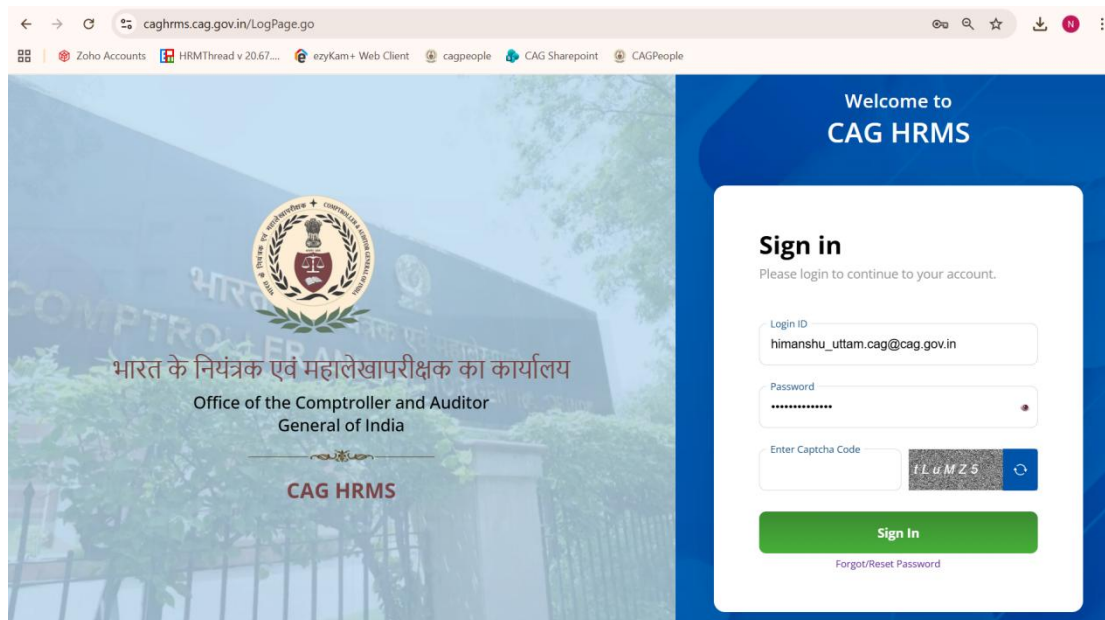 caghrms.cag.gov.in/LogPage.go
N
Zoho Accounts HRMThread v 20.67.... ezyKam+ Web Client cagpeople CAG Sharepoint CAGPeople
भारत के नियंत्रक एवं महालेखापरीक्षक का कार्यालय
Office of the Comptroller and Auditor
General of India
CAG HRMS
Welcome to
CAG HRMS
Sign in
Please login to continue to your account.
Login ID
himanshu_uttam.cag@cag.gov.in
Password
••••••••••••••
Enter Captcha Code
tLuMZ5
Sign In
Forgot/Reset Password